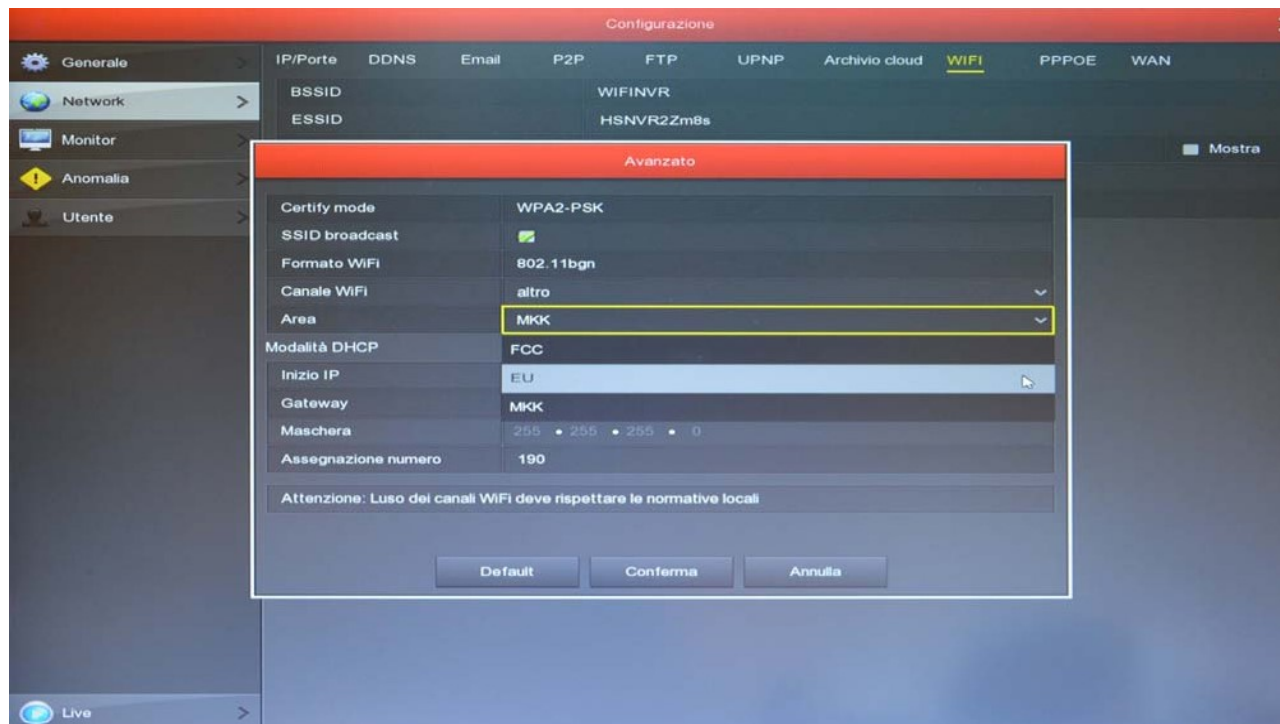 Configurazione
Generale
Network
Monitor
Anomalia
Utente
Live
IP/Porte DDNS Email P2P FTP UPNP Archivio cloud WIFI PPPOE WAN
BSSID WIFINVR
ESSID HSNVR2Zm8s
Mostra
Avanzato
Certify mode WPA2-PSK
SSID broadcast
Formato WiFi 802.11bgn
Canale WiFi altro
Area MKK
Modalità DHCP FCC
Inizio IP EU
Gateway MKK
Maschera 255 • 255 • 255 • 0
Assegnazione numero 190
Attenzione: Luso dei canali WiFi deve rispettare le normative locali
Default Conferma Annulla